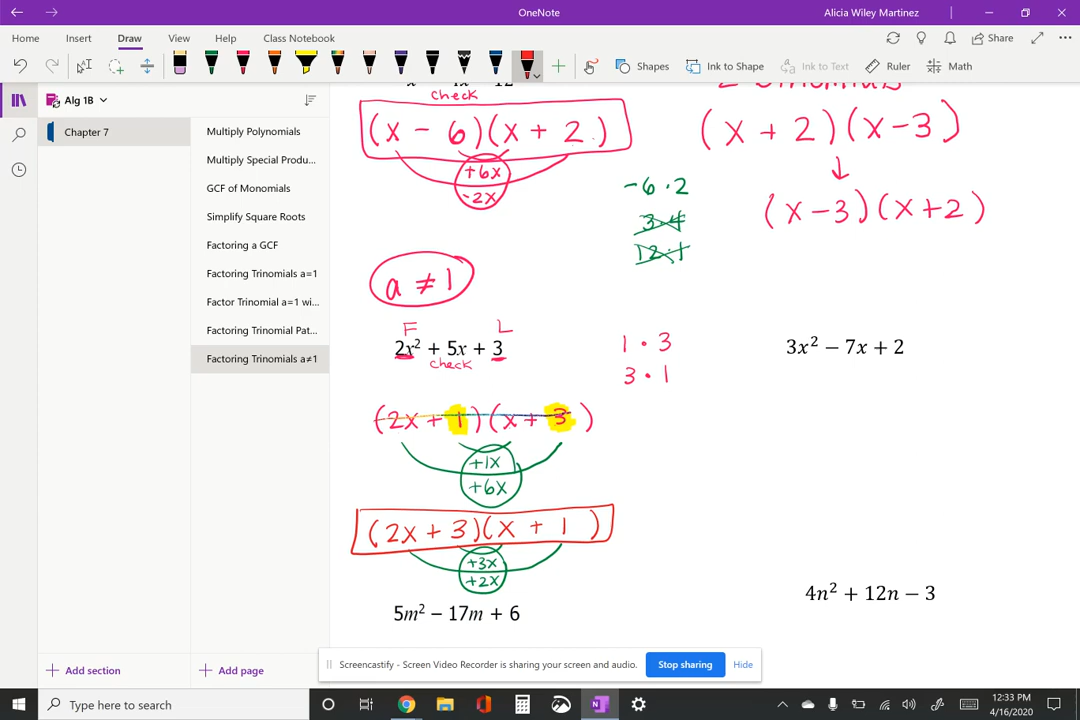 OneNote
Alicia Wiley Martinez
Home Insert Draw View Help Class Notebook
Share
Shapes Ink to Shape Ink to Text Ruler Math
Alg 1B
Chapter 7
Multiply Polynomials
Multiply Special Produ...
GCF of Monomials
Simplify Square Roots
Factoring a GCF
Factoring Trinomials a=1
Factor Trinomial a=1 wi...
Factoring Trinomial Pat...
Factoring Trinomials a≠1
Add section
Add page
check
(x - 6)(x + 2)
+6x
-2x
-6 · 2
3·4
12·1
2 Binomials
(x + 2)(x-3)
↓
(x-3)(x+2)
a ≠ 1
F L
2x² + 5x + 3
check
1 · 3
3 · 1
(2x + 1)(x + 3)
+1x
+6x
(2x + 3)(x + 1)
+3x
+2x
5m² − 17m + 6
3x² − 7x + 2
4n² + 12n − 3
Screencastify - Screen Video Recorder is sharing your screen and audio.
Stop sharing
Hide
Type here to search
12:33 PM
4/16/2020